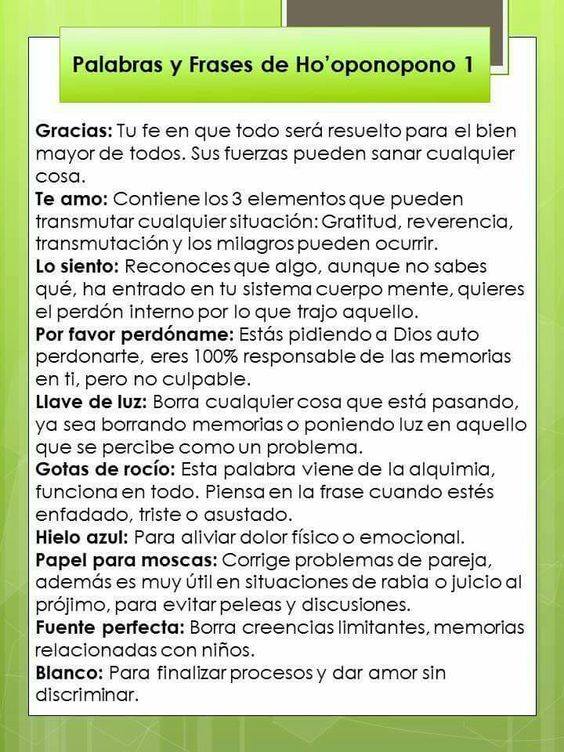 Palabras y Frases de Ho’oponopono 1
Gracias: Tu fe en que todo será resuelto para el bien
mayor de todos. Sus fuerzas pueden sanar cualquier
cosa.
Te amo: Contiene los 3 elementos que pueden
transmutar cualquier situación: Gratitud, reverencia,
transmutación y los milagros pueden ocurrir.
Lo siento: Reconoces que algo, aunque no sabes
qué, ha entrado en tu sistema cuerpo mente, quieres
el perdón interno por lo que trajo aquello.
Por favor perdóname: Estás pidiendo a Dios auto
perdonarte, eres 100% responsable de las memorias
en ti, pero no culpable.
Llave de luz: Borra cualquier cosa que está pasando,
ya sea borrando memorias o poniendo luz en aquello
que se percibe como un problema.
Gotas de rocío: Esta palabra viene de la alquimia,
funciona en todo. Piensa en la frase cuando estés
enfadado, triste o asustado.
Hielo azul: Para aliviar dolor físico o emocional.
Papel para moscas: Corrige problemas de pareja,
además es muy útil en situaciones de rabia o juicio al
prójimo, para evitar peleas y discusiones.
Fuente perfecta: Borra creencias limitantes, memorias
relacionadas con niños.
Blanco: Para finalizar procesos y dar amor sin
discriminar.